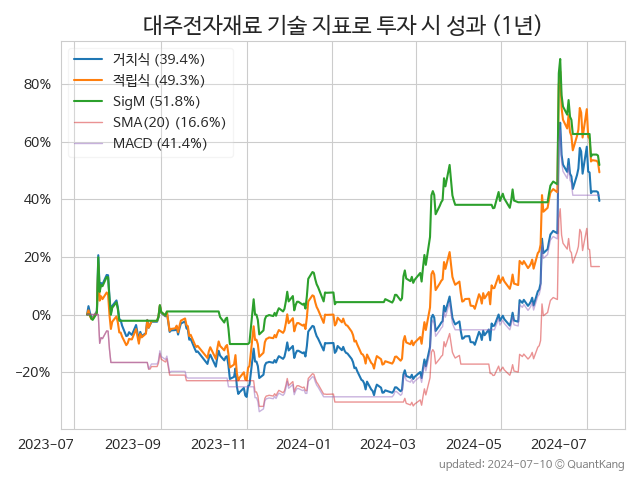 대주전자재료 기술 지표로 투자 시 성과 (1년)
거치식 (39.4%)
적립식 (49.3%)
SigM (51.8%)
SMA(20) (16.6%)
MACD (41.4%)
80%
60%
40%
20%
0%
−20%
2023-07
2023-09
2023-11
2024-01
2024-03
2024-05
2024-07
updated: 2024-07-10 © QuantKang